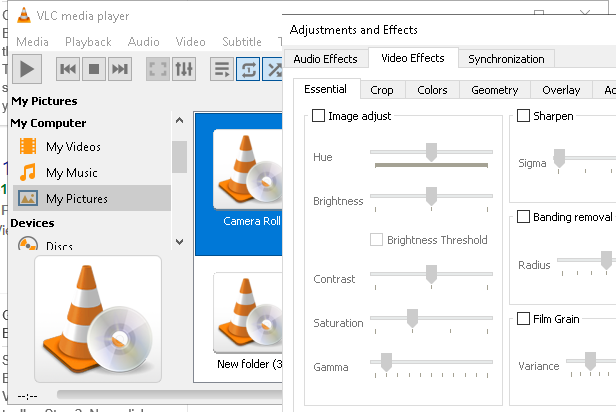 VLC media player
Media Playback Audio Video Subtitle
My Pictures
My Computer
My Videos
My Music
My Pictures
Devices
Discs
--:--
Camera Roll
New folder (3
Adjustments and Effects
Audio Effects Video Effects Synchronization
Essential Crop Colors Geometry Overlay
Image adjust
Hue
Brightness
Brightness Threshold
Contrast
Saturation
Gamma
Sharpen
Sigma
Banding removal
Radius
Film Grain
Variance